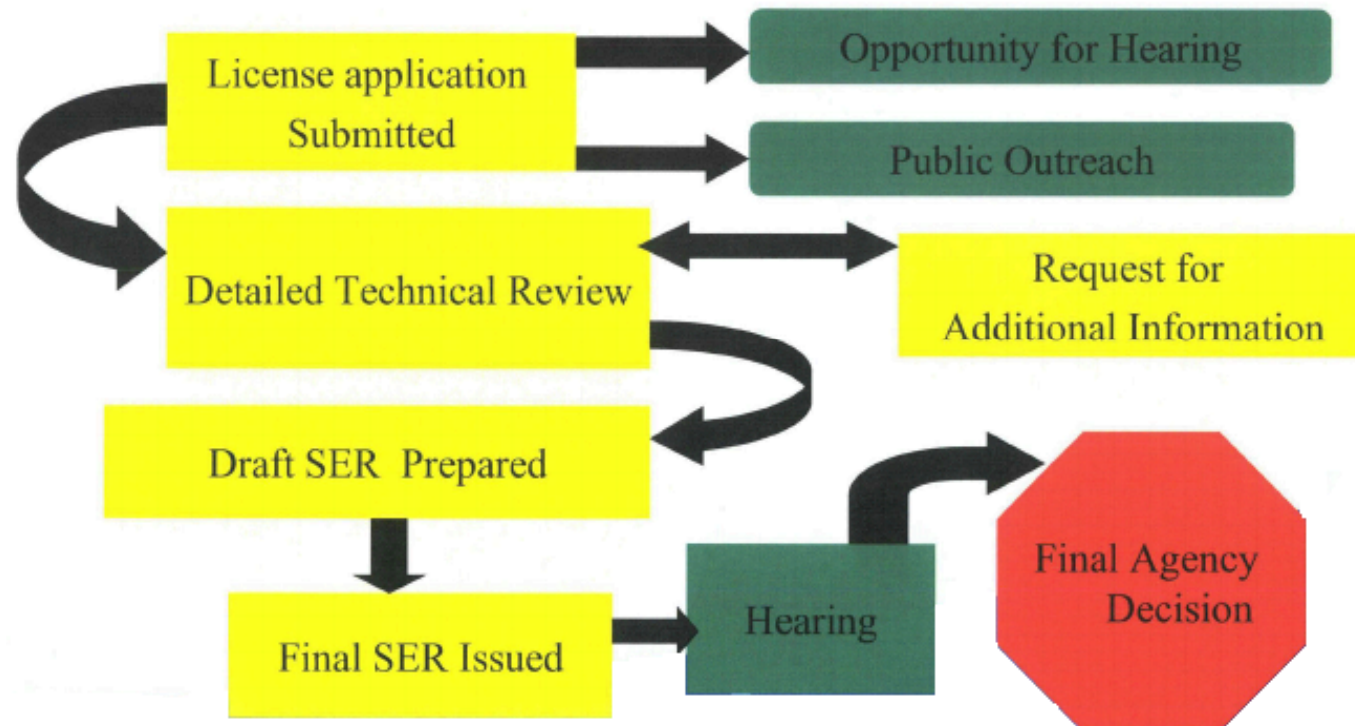 License application
Submitted
Opportunity for Hearing
Public Outreach
Detailed Technical Review
Request for
Additional Information
Draft SER  Prepared
Final SER Issued
Hearing
Final Agency
Decision